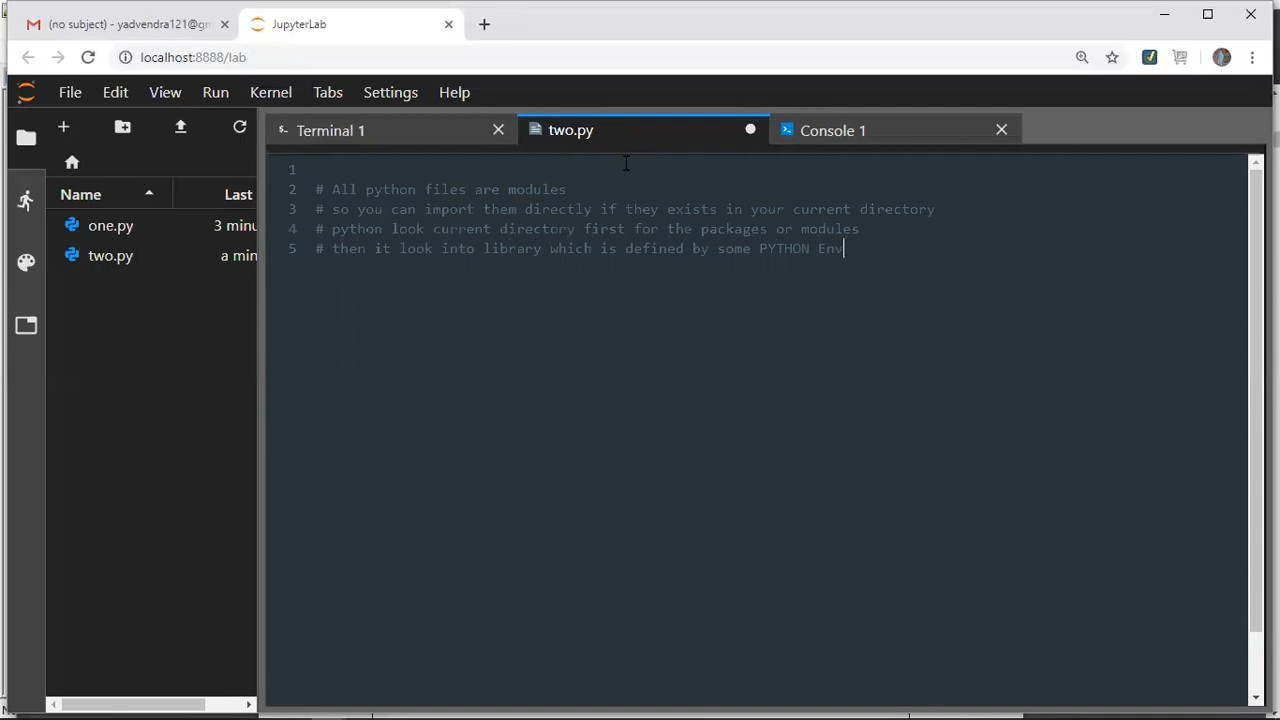 (no subject) - yadvendra121@gm
JupyterLab
localhost:8888/lab
File Edit View Run Kernel Tabs Settings Help
Terminal 1
two.py
Console 1
Name
Last
one.py
3 minu
two.py
a min
1
2 # All python files are modules
3 # so you can import them directly if they exists in your current directory
4 # python look current directory first for the packages or modules
5 # then it look into library which is defined by some PYTHON Env